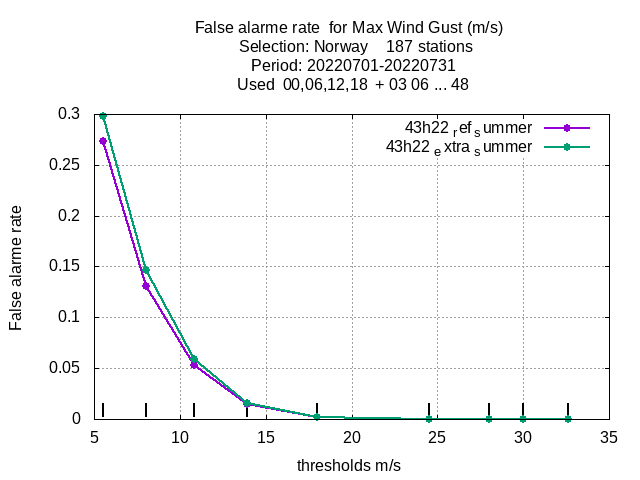 False alarme rate for Max Wind Gust (m/s)
Selection: Norway 187 stations
Period: 20220701-20220731
Used 00,06,12,18 + 03 06 ... 48
43h22 ref summer
43h22 extra summer
0.3
0.25
0.2
0.15
0.1
0.05
0
False alarme rate
5 10 15 20 25 30 35
thresholds m/s